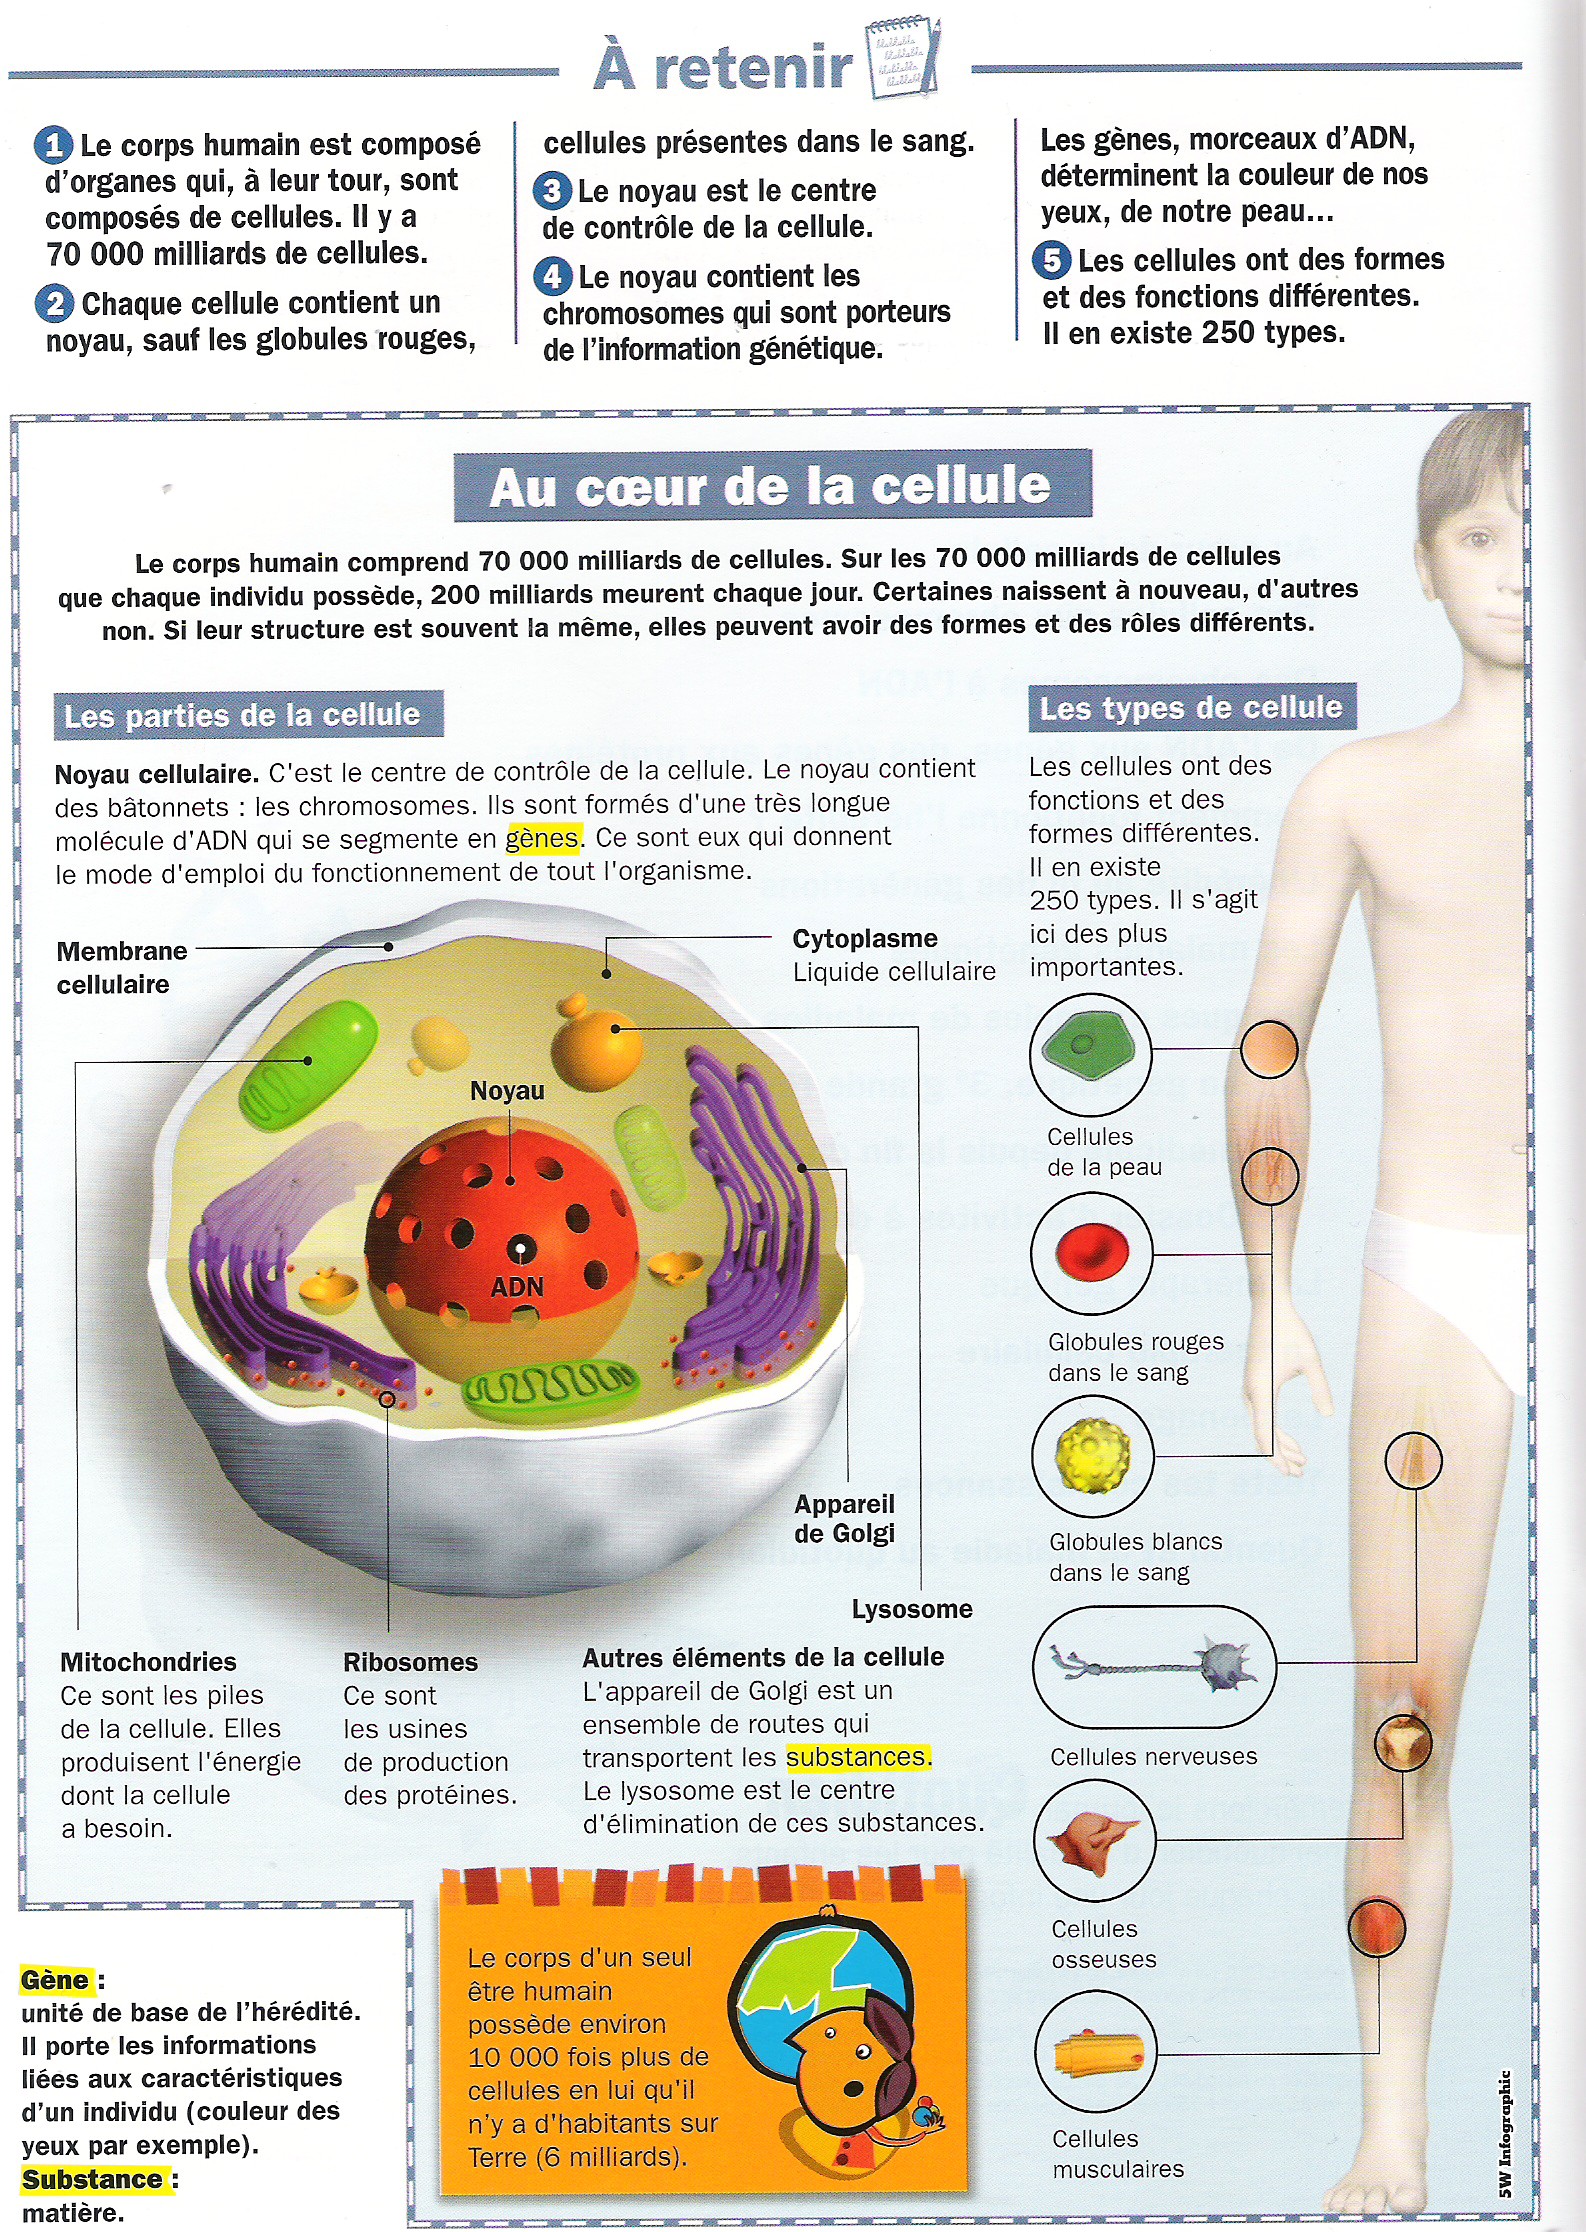 À retenir
1 Le corps humain est composé
d'organes qui, à leur tour, sont
composés de cellules. Il y a
70 000 milliards de cellules.
2 Chaque cellule contient un
noyau, sauf les globules rouges,
cellules présentes dans le sang.
3 Le noyau est le centre
de contrôle de la cellule.
4 Le noyau contient les
chromosomes qui sont porteurs
de l'information génétique.
Les gènes, morceaux d'ADN,
déterminent la couleur de nos
yeux, de notre peau...
5 Les cellules ont des formes
et des fonctions différentes.
Il en existe 250 types.
Au cœur de la cellule
Le corps humain comprend 70 000 milliards de cellules. Sur les 70 000 milliards de cellules
que chaque individu possède, 200 milliards meurent chaque jour. Certaines naissent à nouveau, d'autres
non. Si leur structure est souvent la même, elles peuvent avoir des formes et des rôles différents.
Les parties de la cellule
Noyau cellulaire. C'est le centre de contrôle de la cellule. Le noyau contient
des bâtonnets : les chromosomes. Ils sont formés d'une très longue
molécule d'ADN qui se segmente en gènes. Ce sont eux qui donnent
le mode d'emploi du fonctionnement de tout l'organisme.
Membrane
cellulaire
Cytoplasme
Liquide cellulaire
Noyau
ADN
Appareil
de Golgi
Lysosome
Mitochondries
Ce sont les piles
de la cellule. Elles
produisent l'énergie
dont la cellule
a besoin.
Ribosomes
Ce sont
les usines
de production
des protéines.
Autres éléments de la cellule
L'appareil de Golgi est un
ensemble de routes qui
transportent les substances.
Le lysosome est le centre
d'élimination de ces substances.
Les types de cellule
Les cellules ont des
fonctions et des
formes différentes.
Il en existe
250 types. Il s'agit
ici des plus
importantes.
Cellules
de la peau
Globules rouges
dans le sang
Globules blancs
dans le sang
Cellules nerveuses
Cellules
osseuses
Cellules
musculaires
Gène :
unité de base de l'hérédité.
Il porte les informations
liées aux caractéristiques
d'un individu (couleur des
yeux par exemple).
Substance :
matière.
Le corps d'un seul
être humain
possède environ
10 000 fois plus de
cellules en lui qu'il
n'y a d'habitants sur
Terre (6 milliards).
5W Infographic